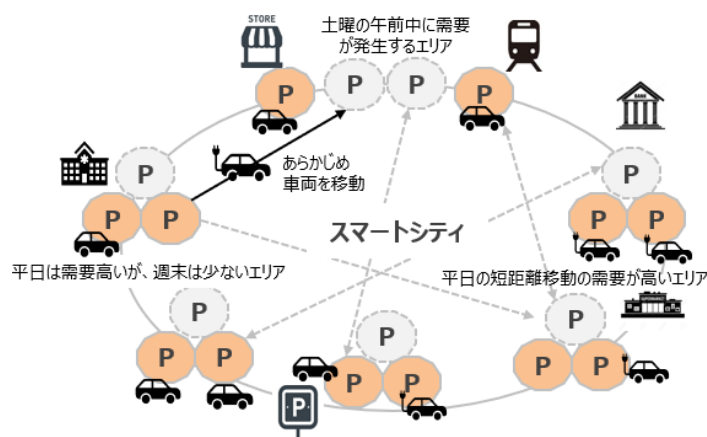 STORE
土曜の午前中に需要
が発生するエリア
P
P
P
P
BANK
あらかじめ
車両を移動
P
P
P
P
P
P
スマートシティ
平日は需要高いが、週末は少ないエリア
平日の短距離移動の需要が高いエリア
SUPERMARKET
P
P
P
P
P
P
P
P
P
P